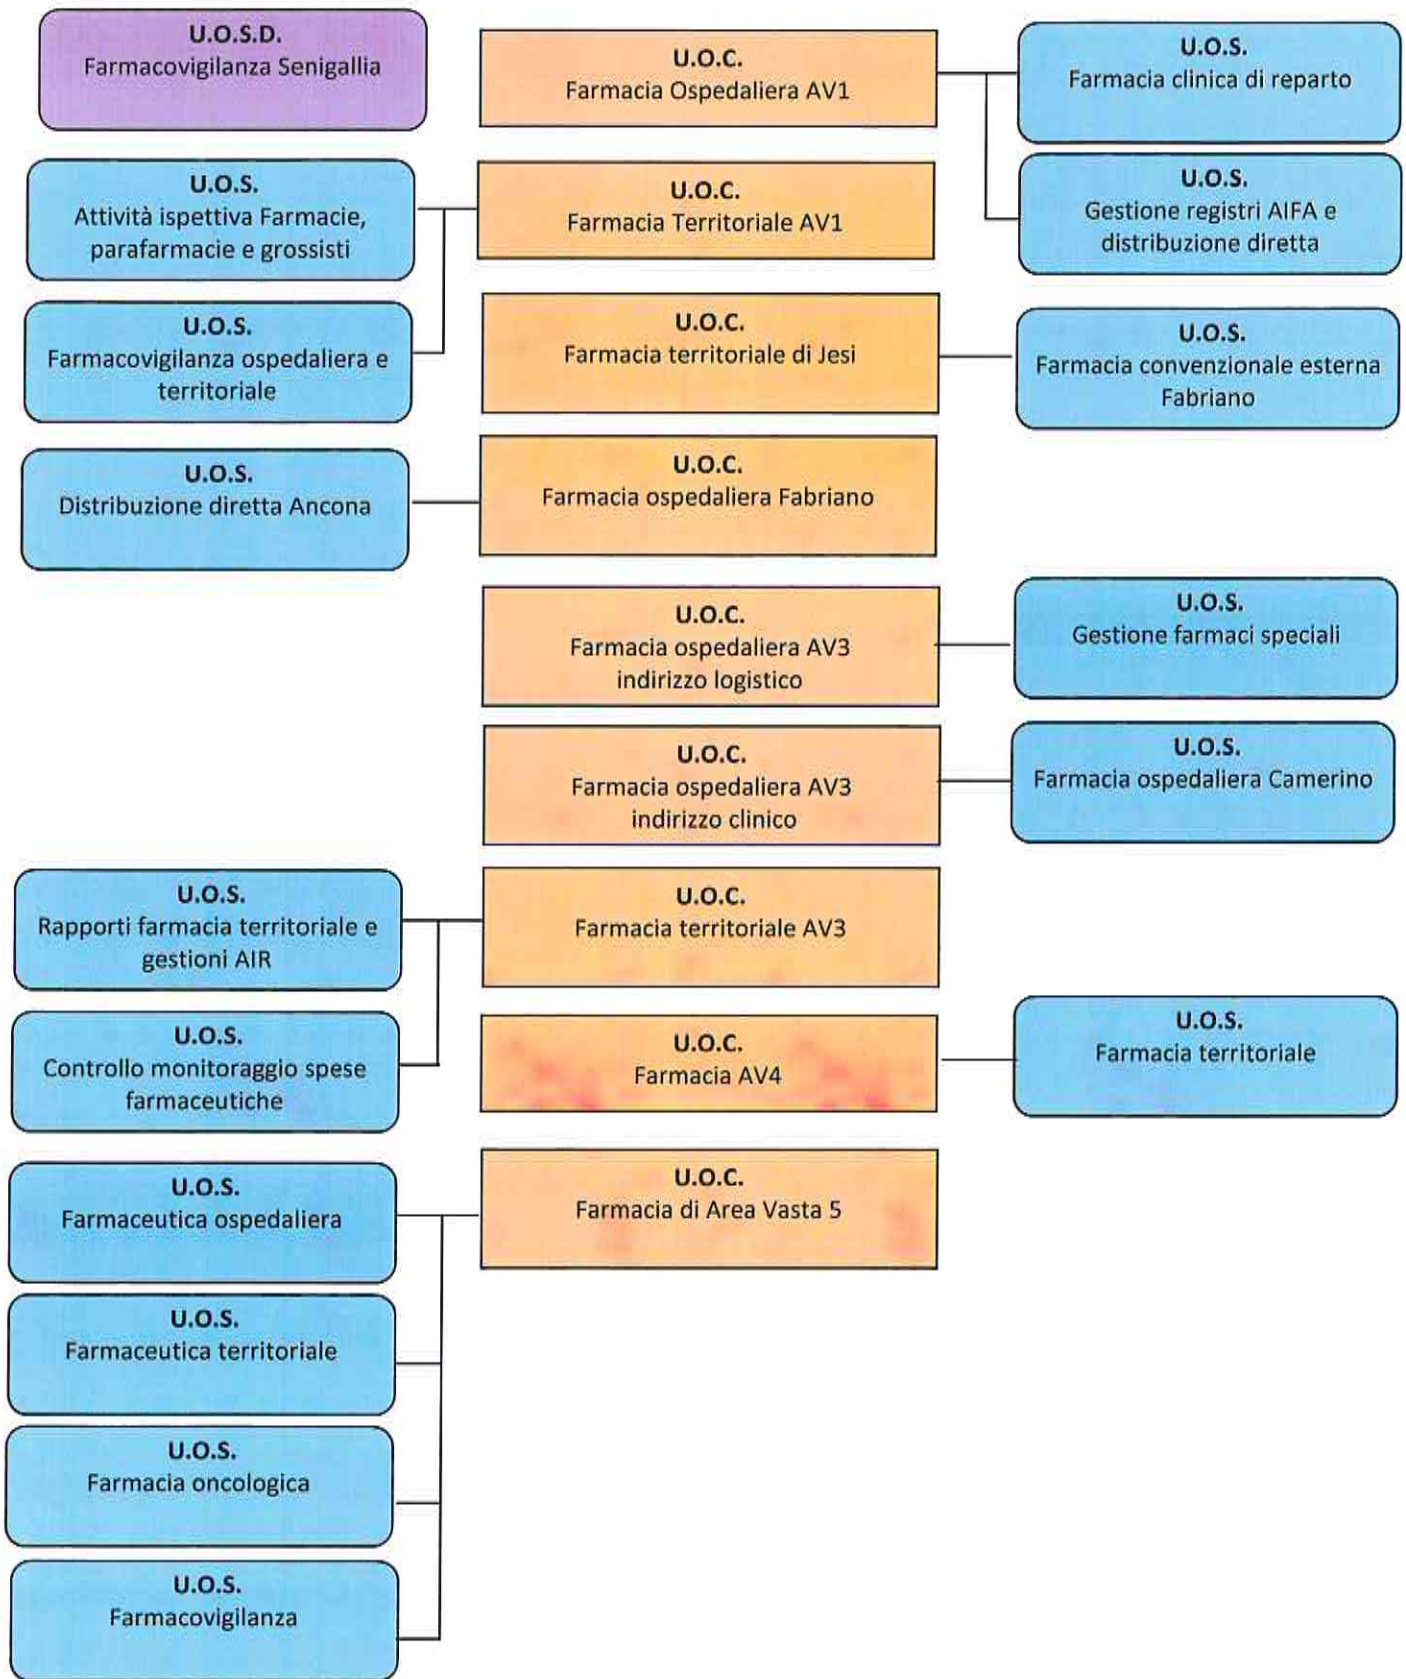 U.O.S.D.
Farmacovigilanza Senigallia
U.O.C.
Farmacia Ospedaliera AV1
U.O.S.
Farmacia clinica di reparto
U.O.S.
Gestione registri AIFA e
distribuzione diretta
U.O.S.
Attività ispettiva Farmacie,
parafarmacie e grossisti
U.O.C.
Farmacia Territoriale AV1
U.O.S.
Farmacovigilanza ospedaliera e
territoriale
U.O.C.
Farmacia territoriale di Jesi
U.O.S.
Farmacia convenzionale esterna
Fabriano
U.O.S.
Distribuzione diretta Ancona
U.O.C.
Farmacia ospedaliera Fabriano
U.O.C.
Farmacia ospedaliera AV3
indirizzo logistico
U.O.S.
Gestione farmaci speciali
U.O.C.
Farmacia ospedaliera AV3
indirizzo clinico
U.O.S.
Farmacia ospedaliera Camerino
U.O.S.
Rapporti farmacia territoriale e
gestioni AIR
U.O.C.
Farmacia territoriale AV3
U.O.S.
Controllo monitoraggio spese
farmaceutiche
U.O.C.
Farmacia AV4
U.O.S.
Farmacia territoriale
U.O.S.
Farmaceutica ospedaliera
U.O.C.
Farmacia di Area Vasta 5
U.O.S.
Farmaceutica territoriale
U.O.S.
Farmacia oncologica
U.O.S.
Farmacovigilanza